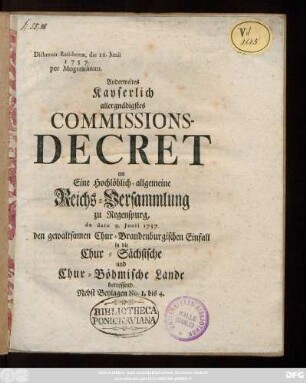 Dictatum Ratisbonæ, die 18. Junii
1757.
per Moguntinum.
Anderweites
Kayserlich
allergnädigstes
COMMISSIONS-
DECRET
an
Eine Hochlöblich-allgemeine
Reichs-Versammlung
zu Regenspurg,
de dato 9. Junii 1757.
den gewaltsamen Chur-Brandenburgischen Einfall
in die
Chur-Sächsische
und
Chur-Böhmische Lande
betreffend.
Nebst Beylagen No. 1. bis 4.
BIBLIOTHECA
PONICKAVIANA